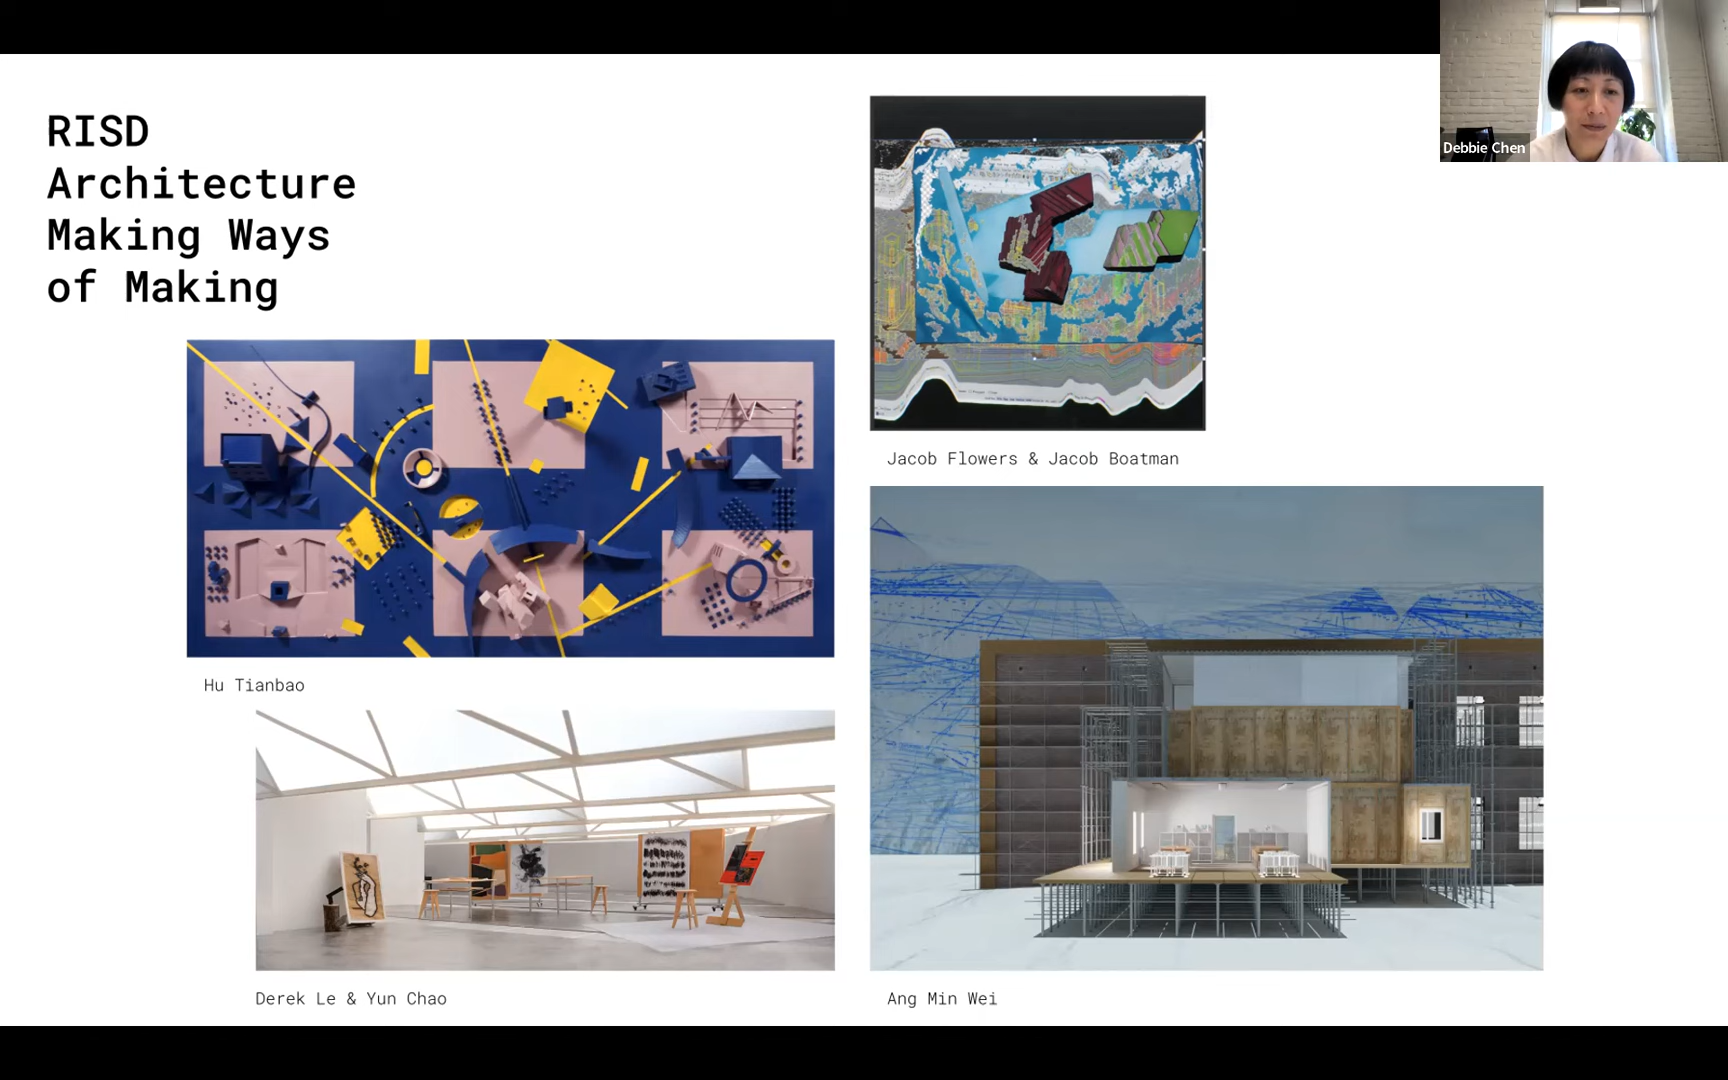 RISD
Architecture
Making Ways
of Making
Debbie Chen
Jacob Flowers & Jacob Boatman
Hu Tianbao
Derek Le & Yun Chao
Ang Min Wei